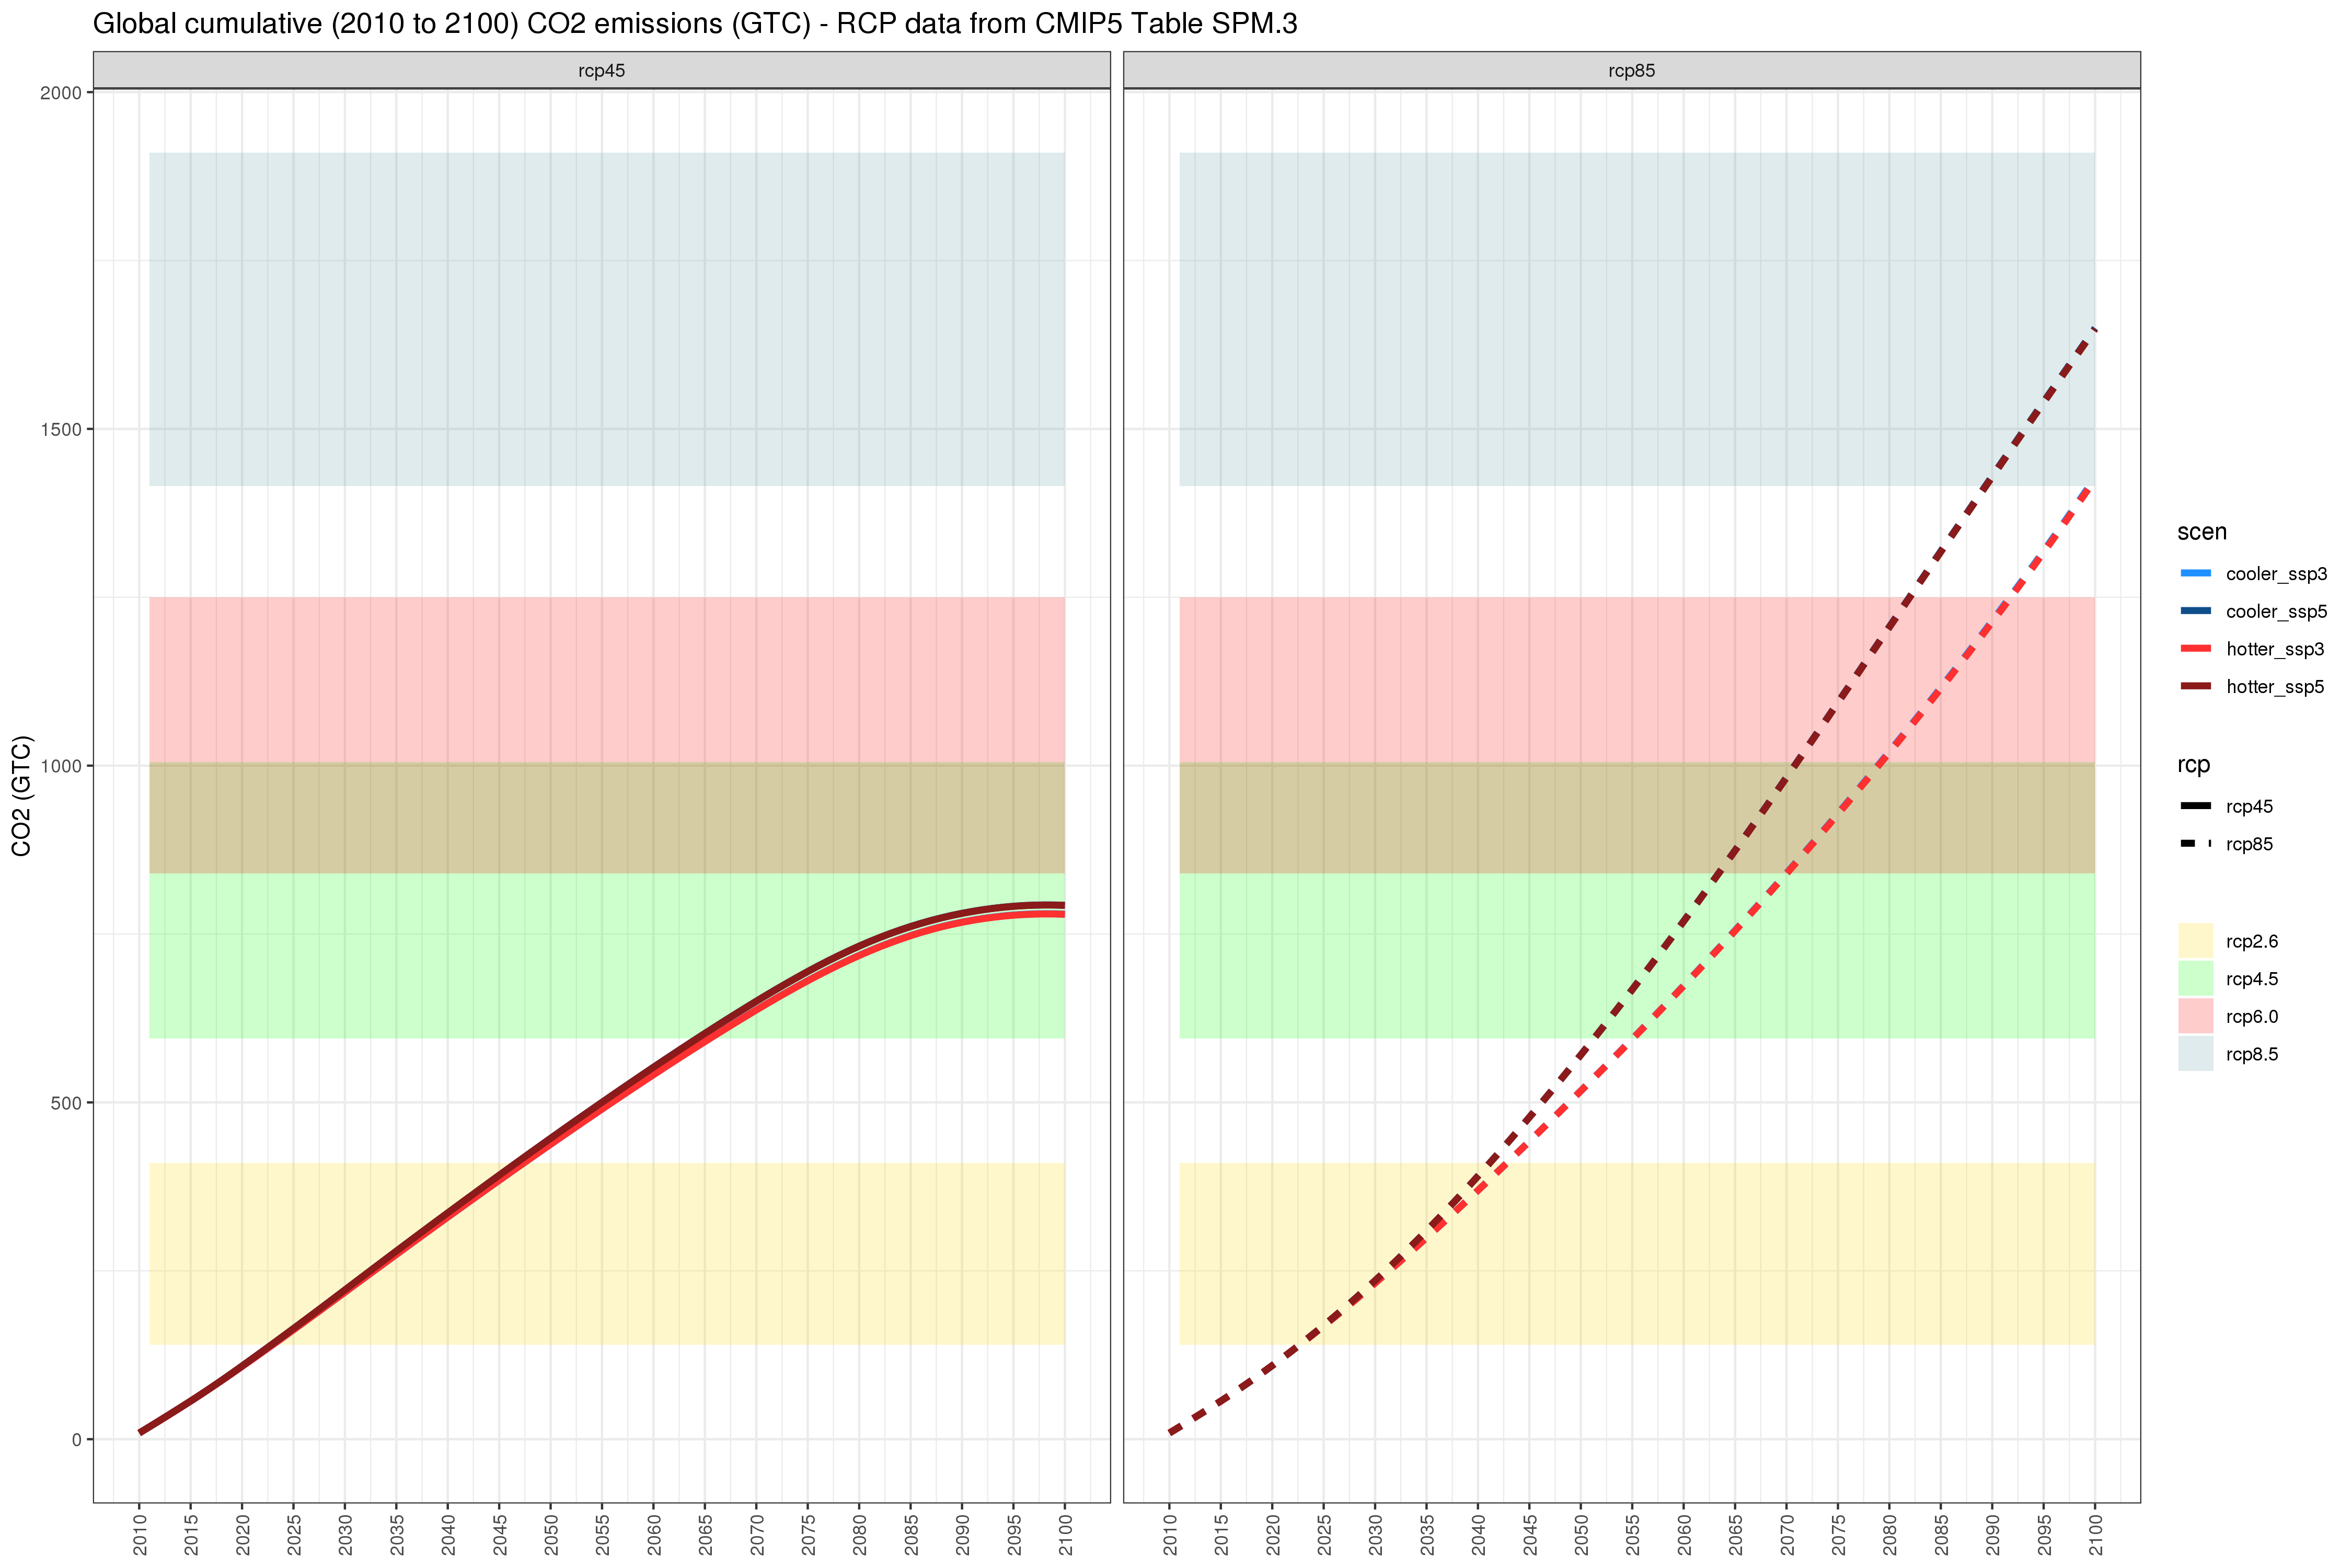 Global cumulative (2010 to 2100) CO2 emissions (GTC) - RCP data from CMIP5 Table SPM.3
rcp45
rcp85
CO2 (GTC)
2000
1500
1000
500
0
2010 2015 2020 2025 2030 2035 2040 2045 2050 2055 2060 2065 2070 2075 2080 2085 2090 2095 2100
2010 2015 2020 2025 2030 2035 2040 2045 2050 2055 2060 2065 2070 2075 2080 2085 2090 2095 2100
scen
cooler_ssp3
cooler_ssp5
hotter_ssp3
hotter_ssp5
rcp
rcp45
rcp85
rcp2.6
rcp4.5
rcp6.0
rcp8.5